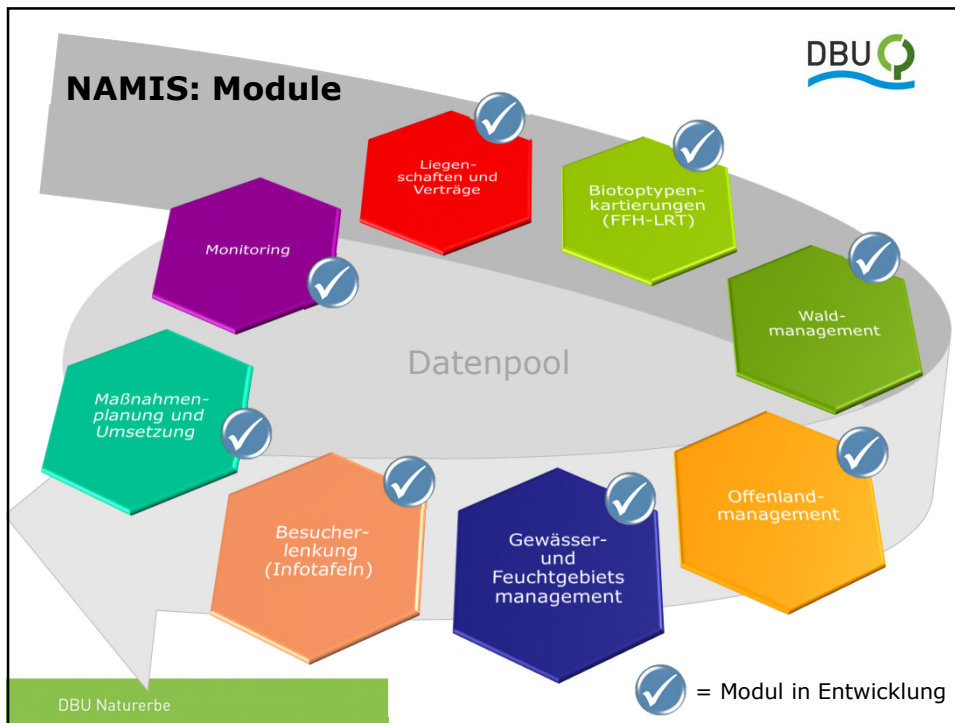 DBU
NAMIS: Module
Liegen-
schaften und
Verträge
Biotoptypen-
kartierungen
(FFH-LRT)
Monitoring
Wald-
management
Datenpool
Maßnahmen-
planung und
Umsetzung
Offenland-
management
Besucher-
lenkung
(Infotafeln)
Gewässer-
und
Feuchtgebiets
management
= Modul in Entwicklung
DBU Naturerbe